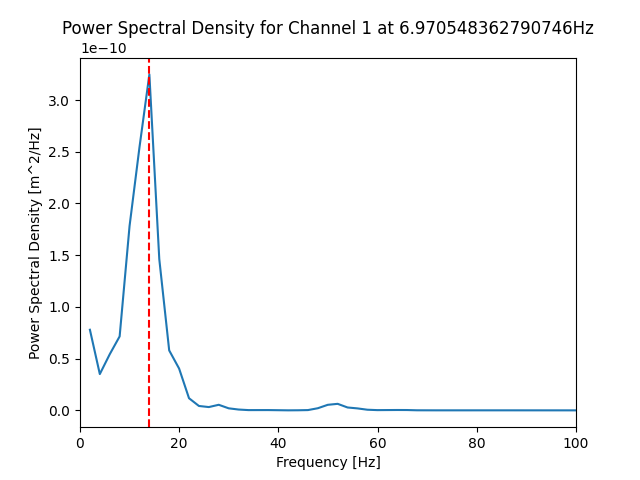 Power Spectral Density for Channel 1 at 6.970548362790746Hz
1e−10
3.0
2.5
2.0
1.5
1.0
0.5
0.0
Power Spectral Density [m^2/Hz]
0 20 40 60 80 100
Frequency [Hz]